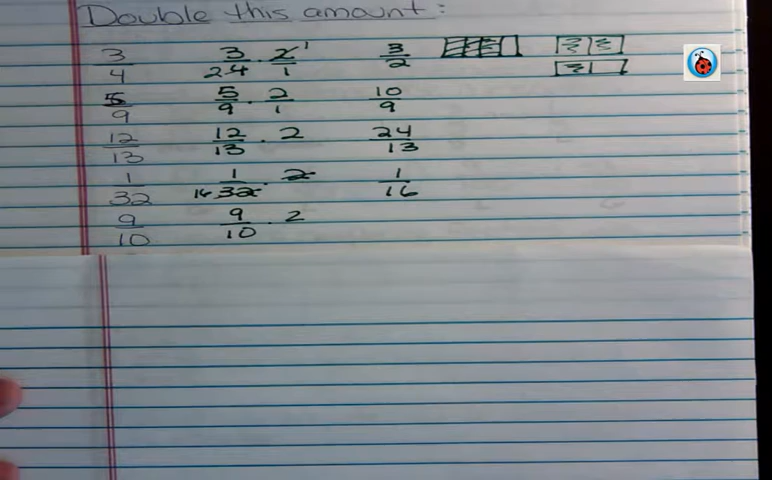 Double this amount:
3/4 3/4 · 2/1 2 1 3/2
5/9 5/9 · 2/1 10/9
12/13 12/13 · 2 24/13
1/32 1/32 · 2 16 1/16
9/10 9/10 · 2